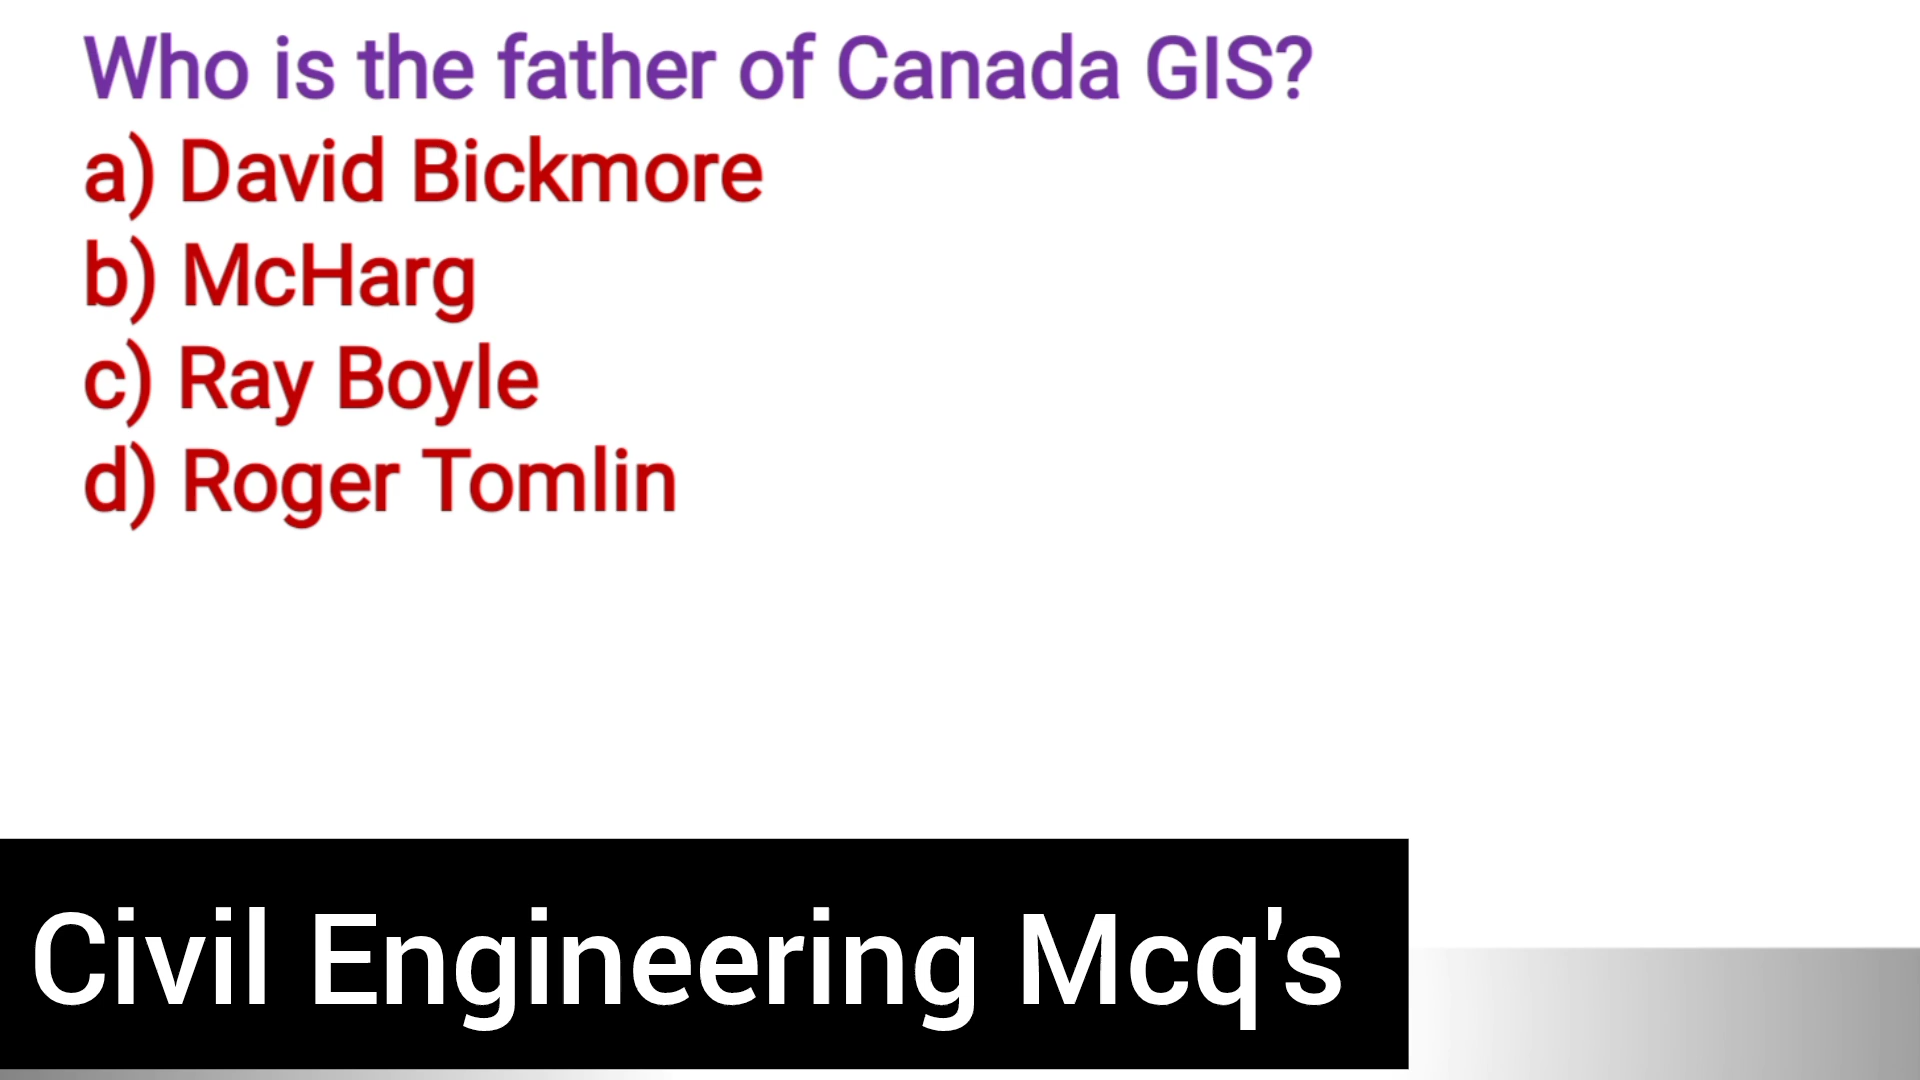 Who is the father of Canada GIS?
a) David Bickmore
b) McHarg
c) Ray Boyle
d) Roger Tomlin
Civil Engineering Mcq's